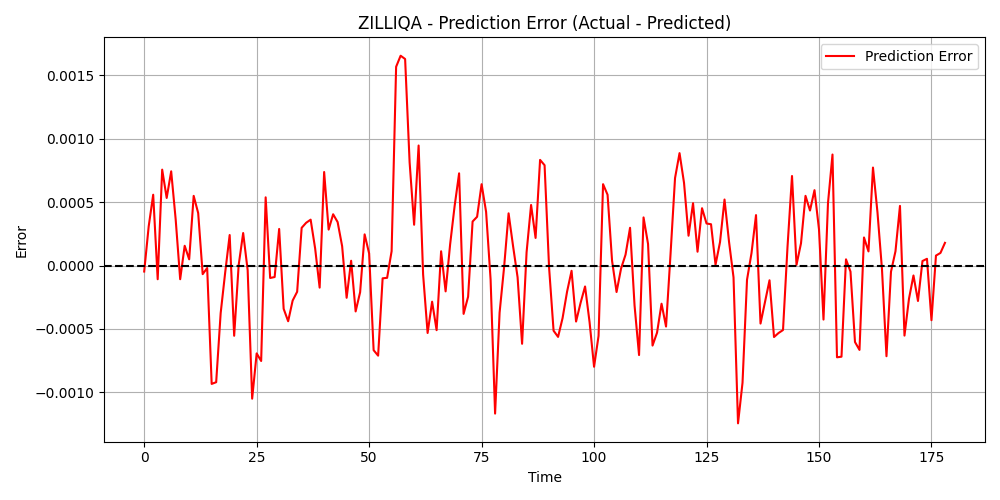 ZILLIQA - Prediction Error (Actual - Predicted)
Prediction Error
0.0015
0.0010
0.0005
0.0000
−0.0005
−0.0010
Error
0 25 50 75 100 125 150 175
Time